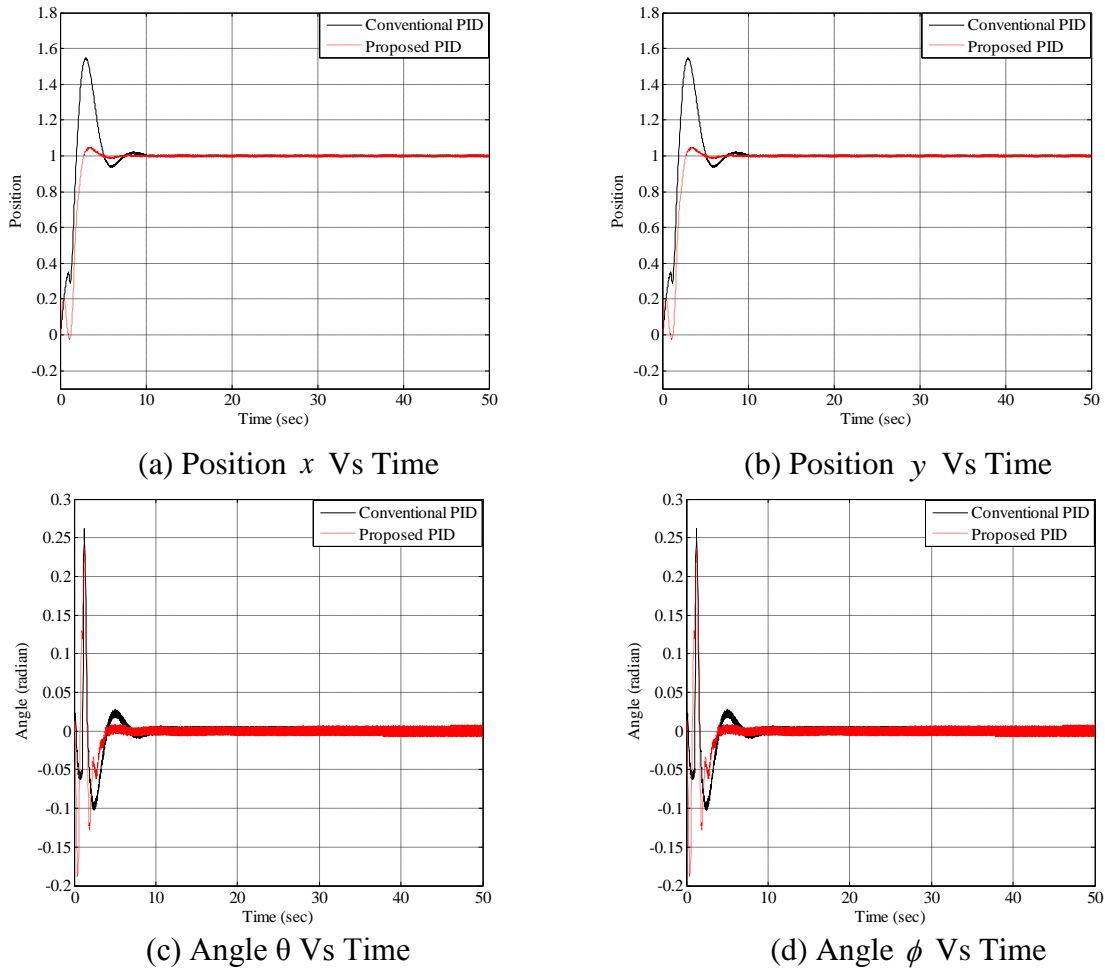 1.8
Conventional PID
Proposed PID
1.6
1.4
1.2
1
0.8
0.6
0.4
0.2
0
-0.2
Position
0 10 20 30 40 50
Time (sec)
(a) Position x Vs Time
1.8
Conventional PID
Proposed PID
1.6
1.4
1.2
1
0.8
0.6
0.4
0.2
0
-0.2
Position
0 10 20 30 40 50
Time (sec)
(b) Position y Vs Time
0.3
Conventional PID
Proposed PID
0.25
0.2
0.15
0.1
0.05
0
-0.05
-0.1
-0.15
-0.2
Angle (radian)
0 10 20 30 40 50
Time (sec)
(c) Angle θ Vs Time
0.3
Conventional PID
Proposed PID
0.25
0.2
0.15
0.1
0.05
0
-0.05
-0.1
-0.15
-0.2
Angle (radian)
0 10 20 30 40 50
Time (sec)
(d) Angle ϕ Vs Time